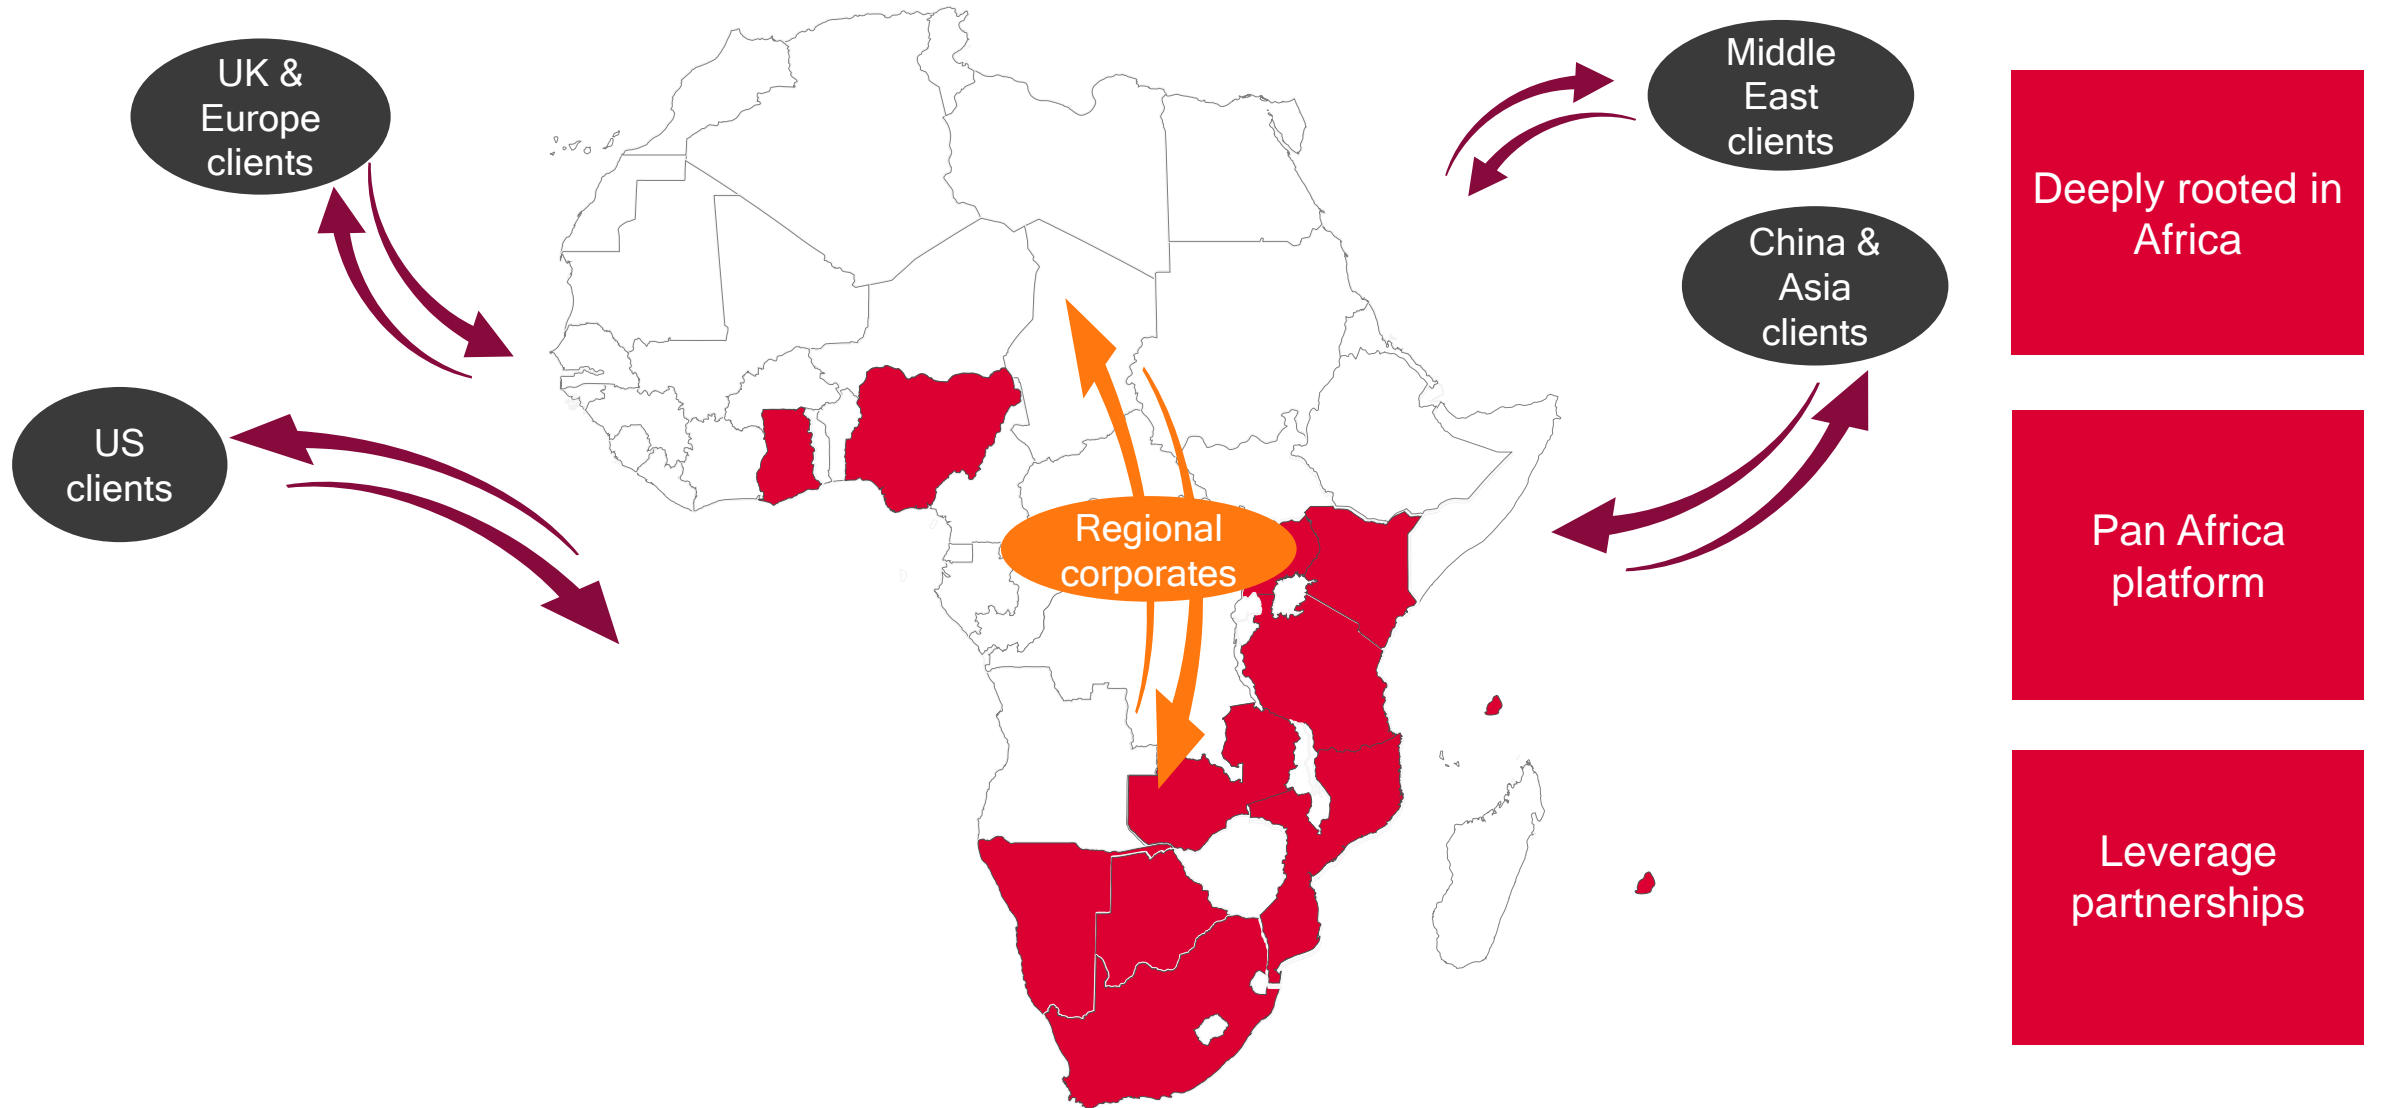 UK &
Europe
clients
US
clients
Regional
corporates
Middle
East
clients
China &
Asia
clients
Deeply rooted in
Africa
Pan Africa
platform
Leverage
partnerships